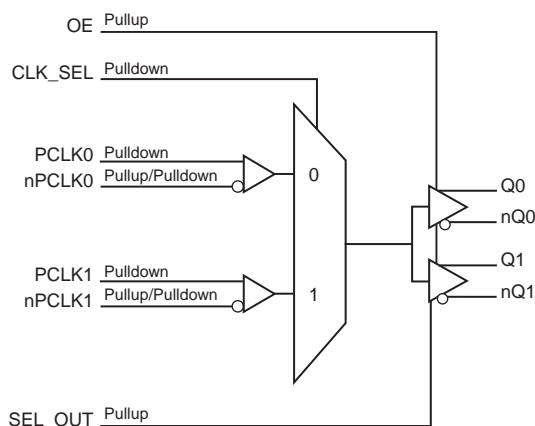 OE Pullup
CLK_SEL Pulldown
PCLK0 Pulldown
nPCLK0 Pullup/Pulldown
0
Q0
nQ0
Q1
PCLK1 Pulldown
nPCLK1 Pullup/Pulldown
1
nQ1
SEL_OUT Pullup